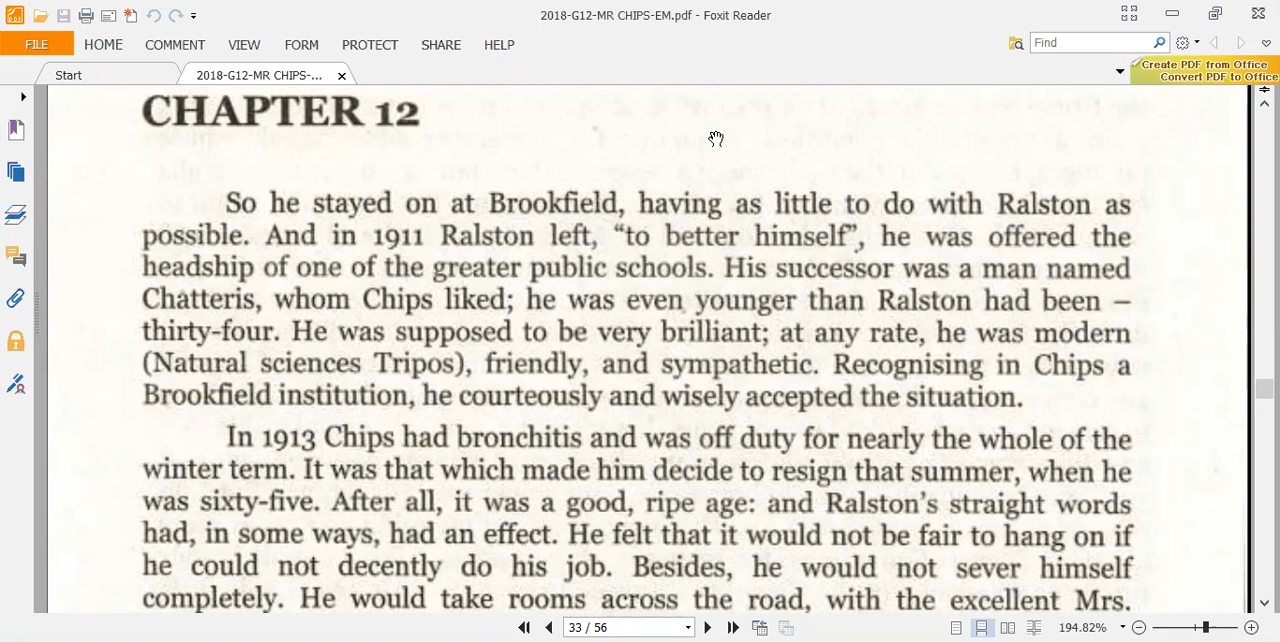 2018-G12-MR CHIPS-EM.pdf - Foxit Reader
FILE HOME COMMENT VIEW FORM PROTECT SHARE HELP
Find
Start 2018-G12-MR CHIPS-...
Create PDF from Office
Convert PDF to Office
CHAPTER 12
So he stayed on at Brookfield, having as little to do with Ralston as
possible. And in 1911 Ralston left, “to better himself”, he was offered the
headship of one of the greater public schools. His successor was a man named
Chatteris, whom Chips liked; he was even younger than Ralston had been –
thirty-four. He was supposed to be very brilliant; at any rate, he was modern
(Natural sciences Tripos), friendly, and sympathetic. Recognising in Chips a
Brookfield institution, he courteously and wisely accepted the situation.
In 1913 Chips had bronchitis and was off duty for nearly the whole of the
winter term. It was that which made him decide to resign that summer, when he
was sixty-five. After all, it was a good, ripe age: and Ralston’s straight words
had, in some ways, had an effect. He felt that it would not be fair to hang on if
he could not decently do his job. Besides, he would not sever himself
completely. He would take rooms across the road, with the excellent Mrs.
33 / 56
194.82%